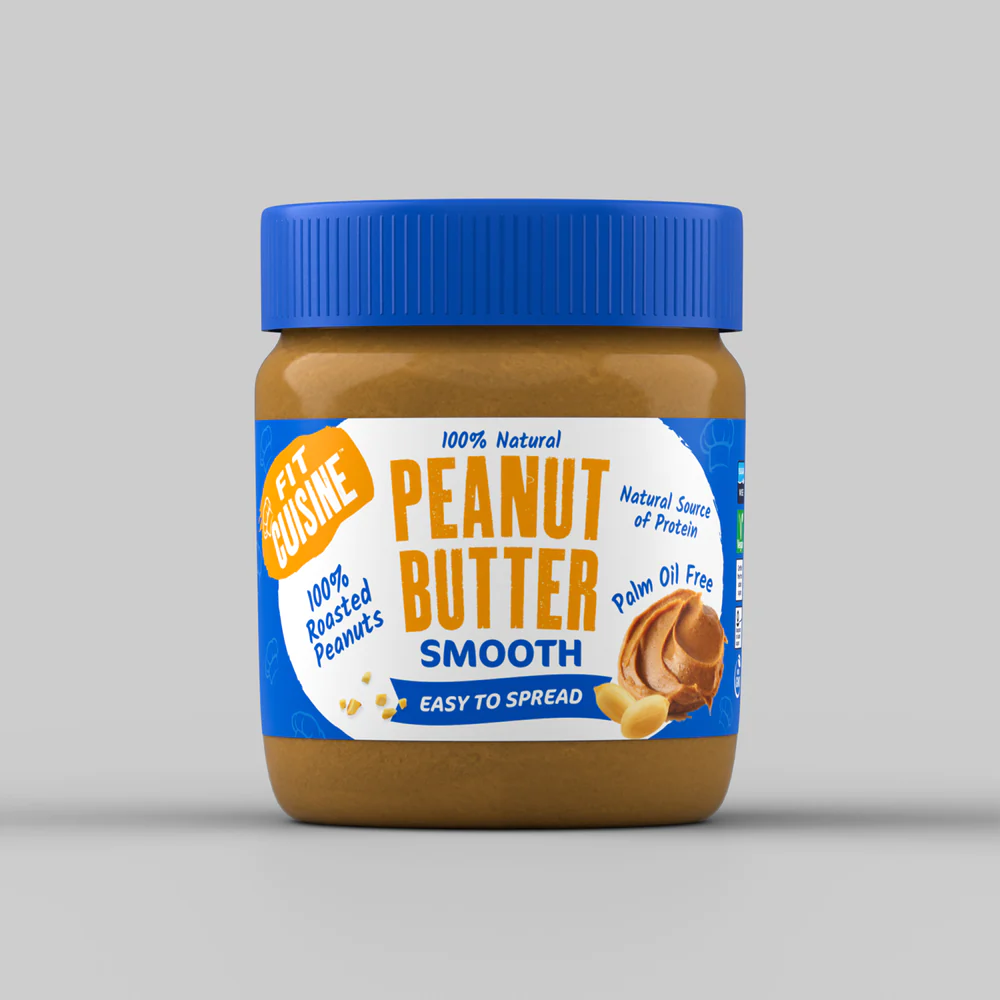 100% Natural
FIT
CUISINE™
PEANUT
BUTTER
SMOOTH
EASY TO SPREAD
100%
Roasted
Peanuts
Natural Source
of Protein
Palm Oil Free